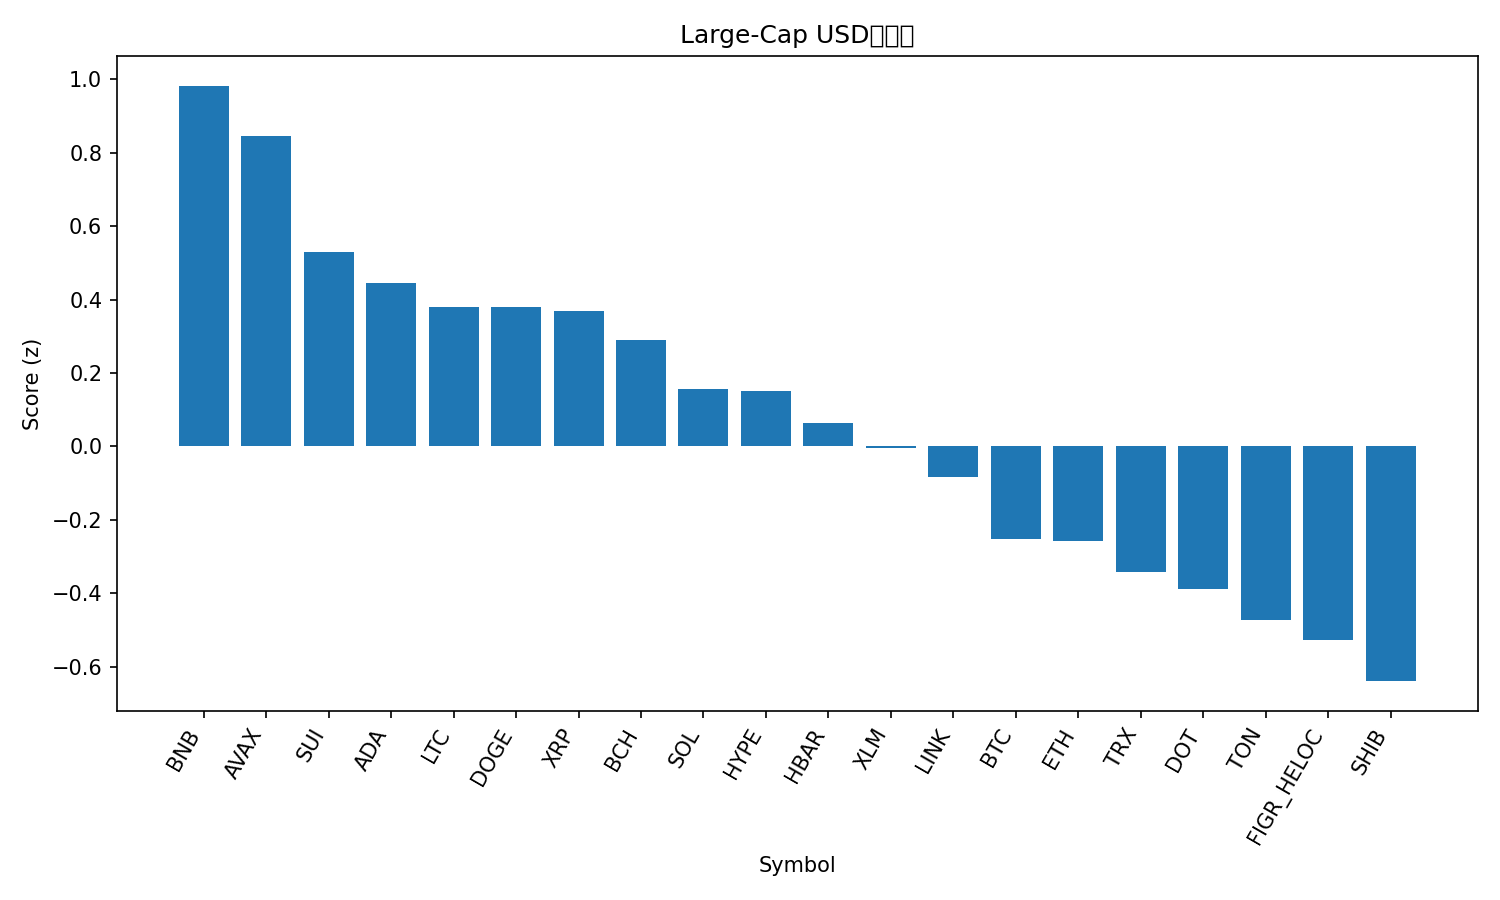 Large-Cap USD
Score (z)
1.0
0.8
0.6
0.4
0.2
0.0
−0.2
−0.4
−0.6
BNB
AVAX
SUI
ADA
LTC
DOGE
XRP
BCH
SOL
HYPE
HBAR
XLM
LINK
BTC
ETH
TRX
DOT
TON
FIGR_HELOC
SHIB
Symbol